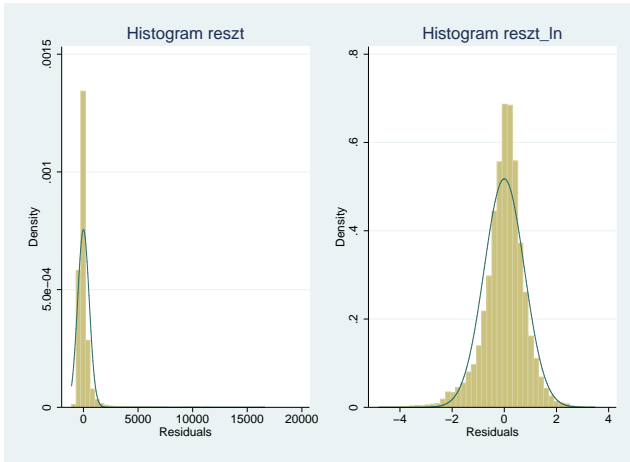 Histogram reszt
.0015
.001
5.0e−04
0
Density
0
5000
10000
15000
20000
Residuals
Histogram reszt_ln
.8
.6
.4
.2
0
Density
−4
−2
0
2
4
Residuals